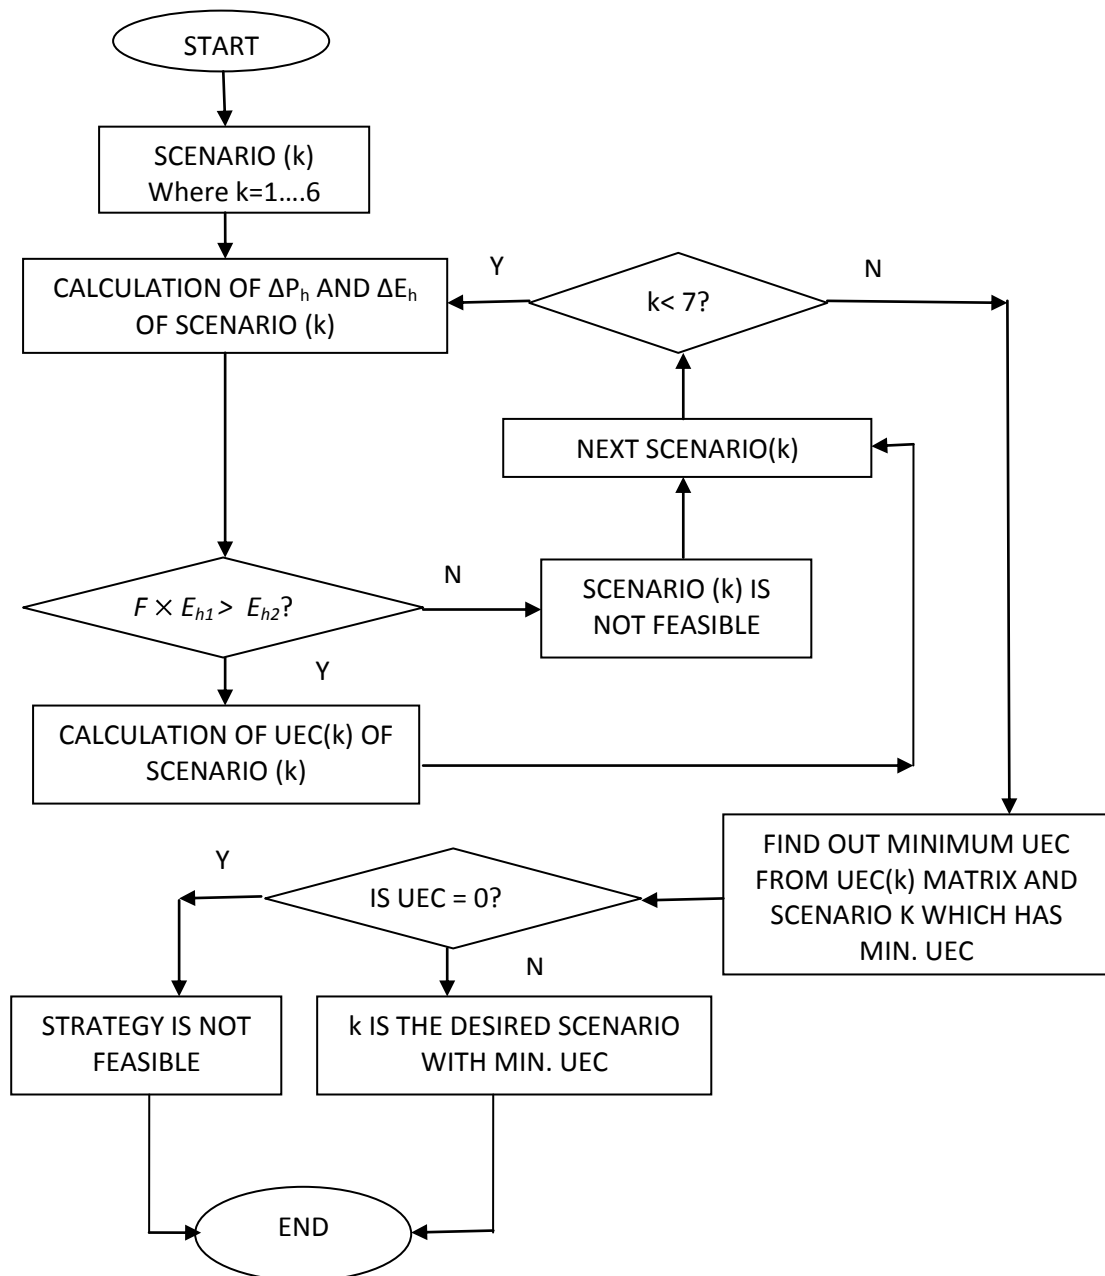 START
SCENARIO (k)
Where k=1....6
CALCULATION OF ΔPh AND ΔEh
OF SCENARIO (k)
Y
k< 7?
N
NEXT SCENARIO(k)
F × Eh1 > Eh2?
N
SCENARIO (k) IS
NOT FEASIBLE
Y
CALCULATION OF UEC(k) OF
SCENARIO (k)
FIND OUT MINIMUM UEC
FROM UEC(k) MATRIX AND
SCENARIO K WHICH HAS
MIN. UEC
Y
IS UEC = 0?
N
STRATEGY IS NOT
FEASIBLE
k IS THE DESIRED SCENARIO
WITH MIN. UEC
END